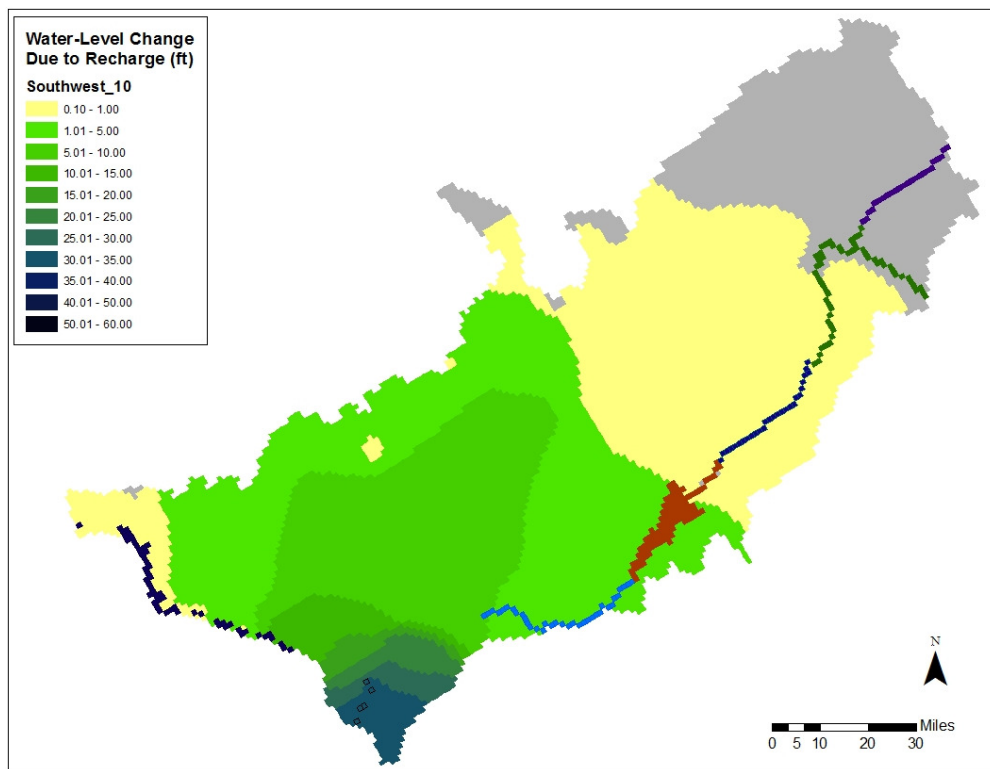 Water-Level Change
Due to Recharge (ft)
Southwest_10
0.10 - 1.00
1.01 - 5.00
5.01 - 10.00
10.01 - 15.00
15.01 - 20.00
20.01 - 25.00
25.01 - 30.00
30.01 - 35.00
35.01 - 40.00
40.01 - 50.00
50.01 - 60.00
N
Miles
0 5 10 20 30